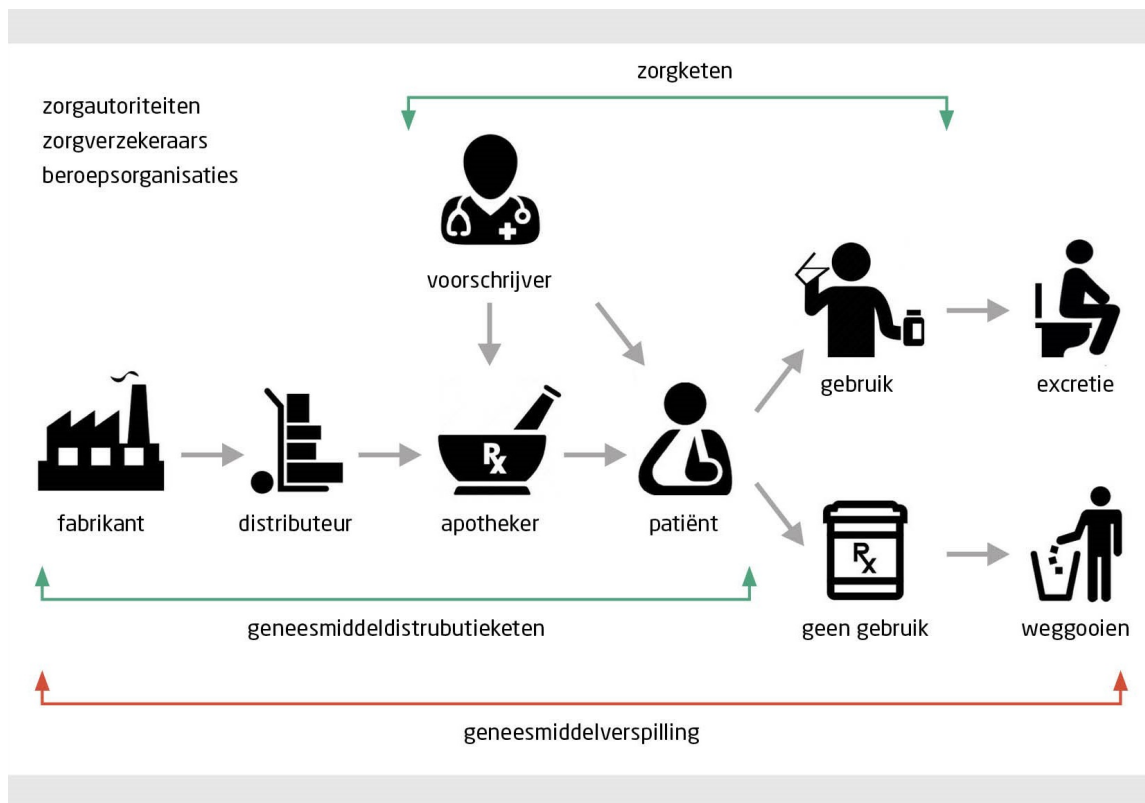 zorgketen
zorgautoriteiten
zorgverzekeraars
beroepsorganisaties
voorschrijver
gebruik
excretie
Rx
fabrikant
distributeur
apotheker
patiënt
Rx
geneesmiddeldistrubutieketen
geen gebruik
weggooien
geneesmiddelverspilling